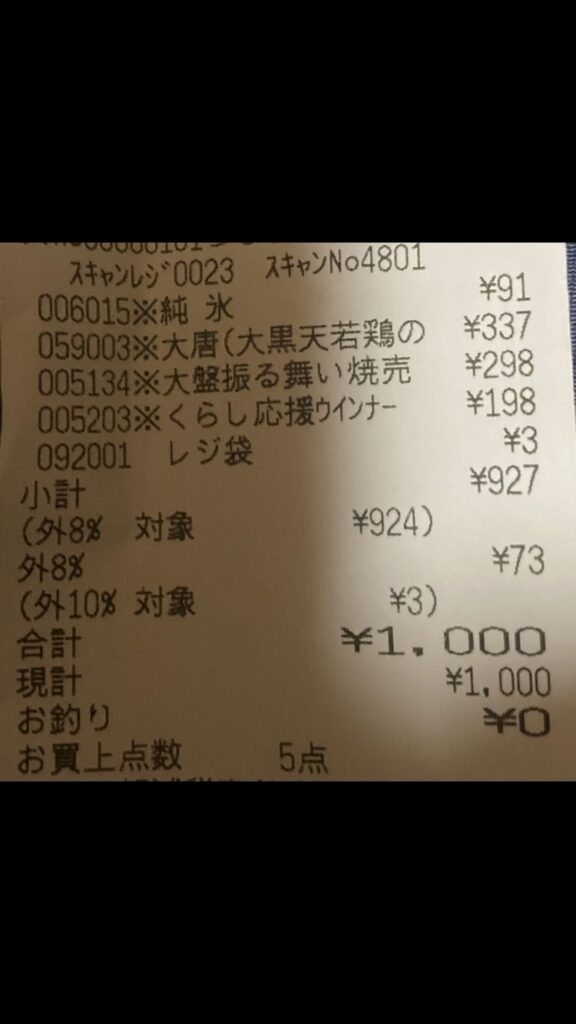 ｽｷｬﾝﾚｼﾞ0023 ｽｷｬﾝNo4801
006015※純 氷 ¥91
059003※大唐(大黒天若鶏の ¥337
005134※大盤振る舞い焼売 ¥298
005203※くらし応援ｳｲﾝﾅｰ ¥198
092001 レジ袋 ¥3
小計 ¥927
(外8% 対象 ¥924)
外8% ¥73
(外10% 対象 ¥3)
合計 ¥1,000
現計 ¥1,000
お釣り ¥0
お買上点数 5点